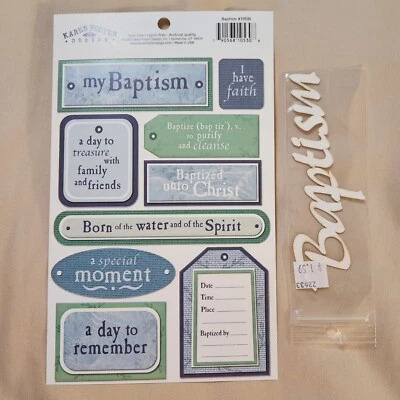 KAREN FOSTER
DESIGN
my Baptism
I
have
faith
a day to
treasure
with
family
and friends
Baptize (bap tiz'), v.
to purify
and cleanse
Baptized
unto Christ
Born of the water and of the Spirit
a special
moment
Date
Time
Place
Baptized by
a day to
remember
Baptism